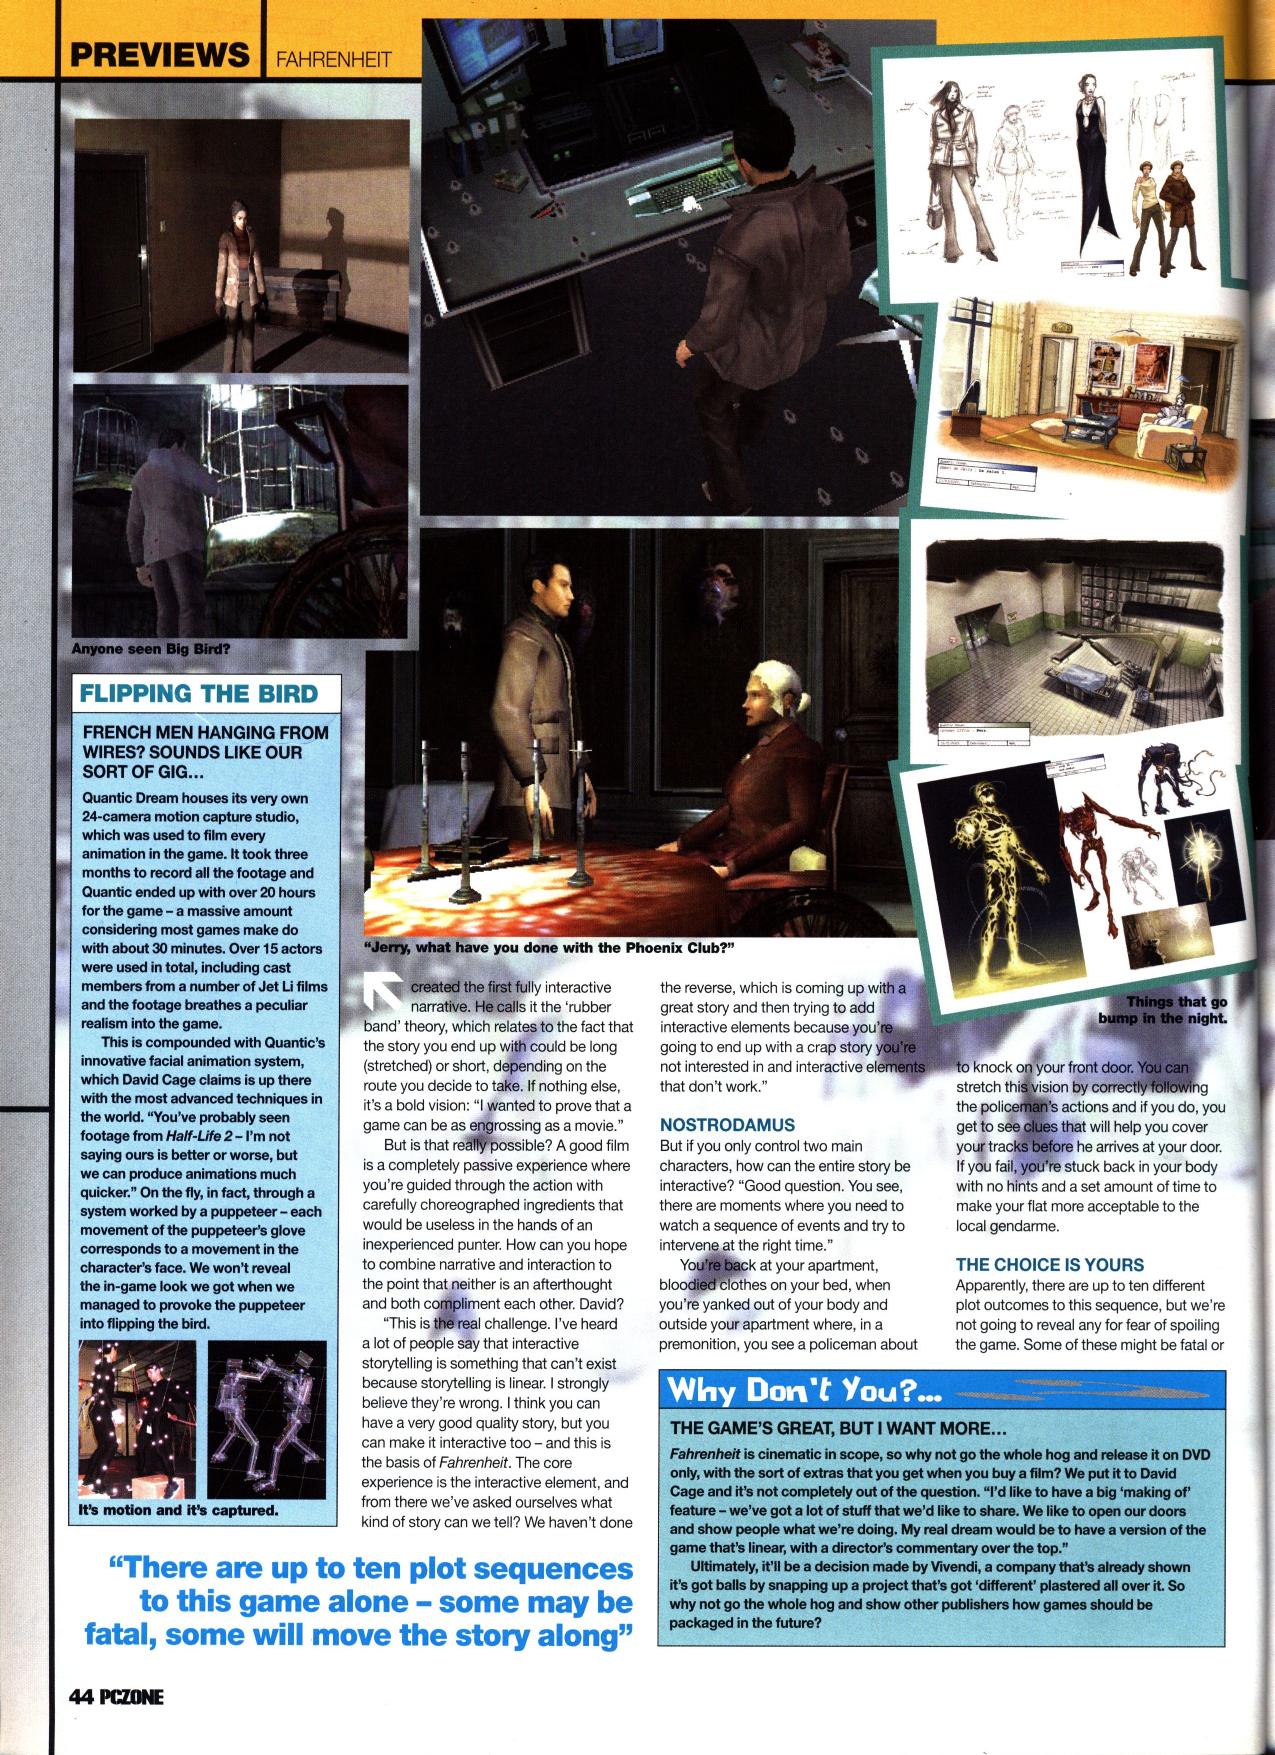 PREVIEWS
FAHRENHEIT
Anyone seen Big Bird?
FLIPPING THE BIRD
FRENCH MEN HANGING FROM
WIRES? SOUNDS LIKE OUR
SORT OF GIG...
Quantic Dream houses its very own
24-camera motion capture studio,
which was used to film every
animation in the game. It took three
months to record all the footage and
Quantic ended up with over 20 hours
for the game – a massive amount
considering most games make do
with about 30 minutes. Over 15 actors
were used in total, including cast
members from a number of Jet Li films
and the footage breathes a peculiar
realism into the game.
This is compounded with Quantic's
innovative facial animation system,
which David Cage claims is up there
with the most advanced techniques in
the world. "You've probably seen
footage from Half-Life 2 – I'm not
saying ours is better or worse, but
we can produce animations much
quicker." On the fly, in fact, through a
system worked by a puppeteer – each
movement of the puppeteer's glove
corresponds to a movement in the
character's face. We won't reveal
the in-game look we got when we
managed to provoke the puppeteer
into flipping the bird.
It's motion and it's captured.
"Jerry, what have you done with the Phoenix Club?"
Things that go
bump in the night.
created the first fully interactive
narrative. He calls it the 'rubber
band' theory, which relates to the fact that
the story you end up with could be long
(stretched) or short, depending on the
route you decide to take. If nothing else,
it's a bold vision: "I wanted to prove that a
game can be as engrossing as a movie."
But is that really possible? A good film
is a completely passive experience where
you're guided through the action with
carefully choreographed ingredients that
would be useless in the hands of an
inexperienced punter. How can you hope
to combine narrative and interaction to
the point that neither is an afterthought
and both compliment each other. David?
"This is the real challenge. I've heard
a lot of people say that interactive
storytelling is something that can't exist
because storytelling is linear. I strongly
believe they're wrong. I think you can
have a very good quality story, but you
can make it interactive too – and this is
the basis of Fahrenheit. The core
experience is the interactive element, and
from there we've asked ourselves what
kind of story can we tell? We haven't done
the reverse, which is coming up with a
great story and then trying to add
interactive elements because you're
going to end up with a crap story you're
not interested in and interactive elements
that don't work."
NOSTRODAMUS
But if you only control two main
characters, how can the entire story be
interactive? "Good question. You see,
there are moments where you need to
watch a sequence of events and try to
intervene at the right time."
You're back at your apartment,
bloodied clothes on your bed, when
you're yanked out of your body and
outside your apartment where, in a
premonition, you see a policeman about
to knock on your front door. You can
stretch this vision by correctly following
the policeman's actions and if you do, you
get to see clues that will help you cover
your tracks before he arrives at your door.
If you fail, you're stuck back in your body
with no hints and a set amount of time to
make your flat more acceptable to the
local gendarme.
THE CHOICE IS YOURS
Apparently, there are up to ten different
plot outcomes to this sequence, but we're
not going to reveal any for fear of spoiling
the game. Some of these might be fatal or
"There are up to ten plot sequences
to this game alone – some may be
fatal, some will move the story along"
Why Don't You?...
THE GAME'S GREAT, BUT I WANT MORE...
Fahrenheit is cinematic in scope, so why not go the whole hog and release it on DVD
only, with the sort of extras that you get when you buy a film? We put it to David
Cage and it's not completely out of the question. "I'd like to have a big 'making of'
feature – we've got a lot of stuff that we'd like to share. We like to open our doors
and show people what we're doing. My real dream would be to have a version of the
game that's linear, with a director's commentary over the top."
Ultimately, it'll be a decision made by Vivendi, a company that's already shown
it's got balls by snapping up a project that's got 'different' plastered all over it. So
why not go the whole hog and show other publishers how games should be
packaged in the future?
44 PCZONE